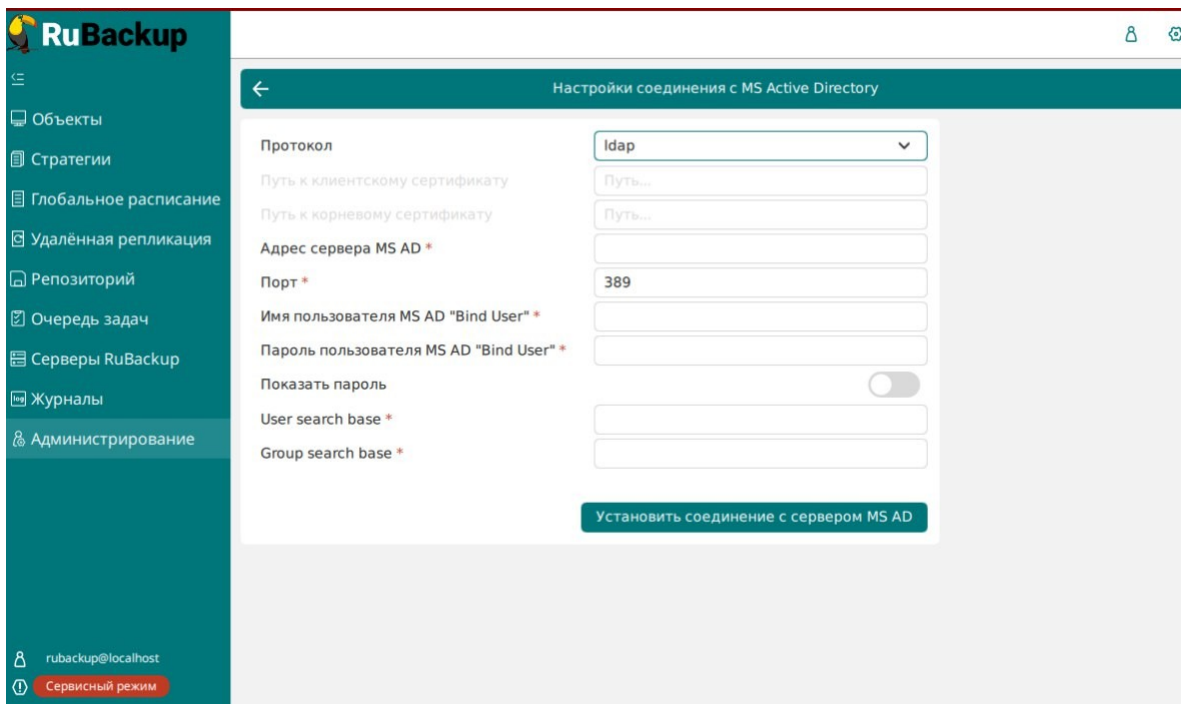 RuBackup
Настройки соединения с MS Active Directory
Объекты
Стратегии
Глобальное расписание
Удалённая репликация
Репозиторий
Очередь задач
Серверы RuBackup
log Журналы
Администрирование
Протокол ldap
Путь к клиентскому сертификату Путь...
Путь к корневому сертификату Путь...
Адрес сервера MS AD *
Порт * 389
Имя пользователя MS AD "Bind User" *
Пароль пользователя MS AD "Bind User" *
Показать пароль
User search base *
Group search base *
Установить соединение с сервером MS AD
rubackup@localhost
Сервисный режим